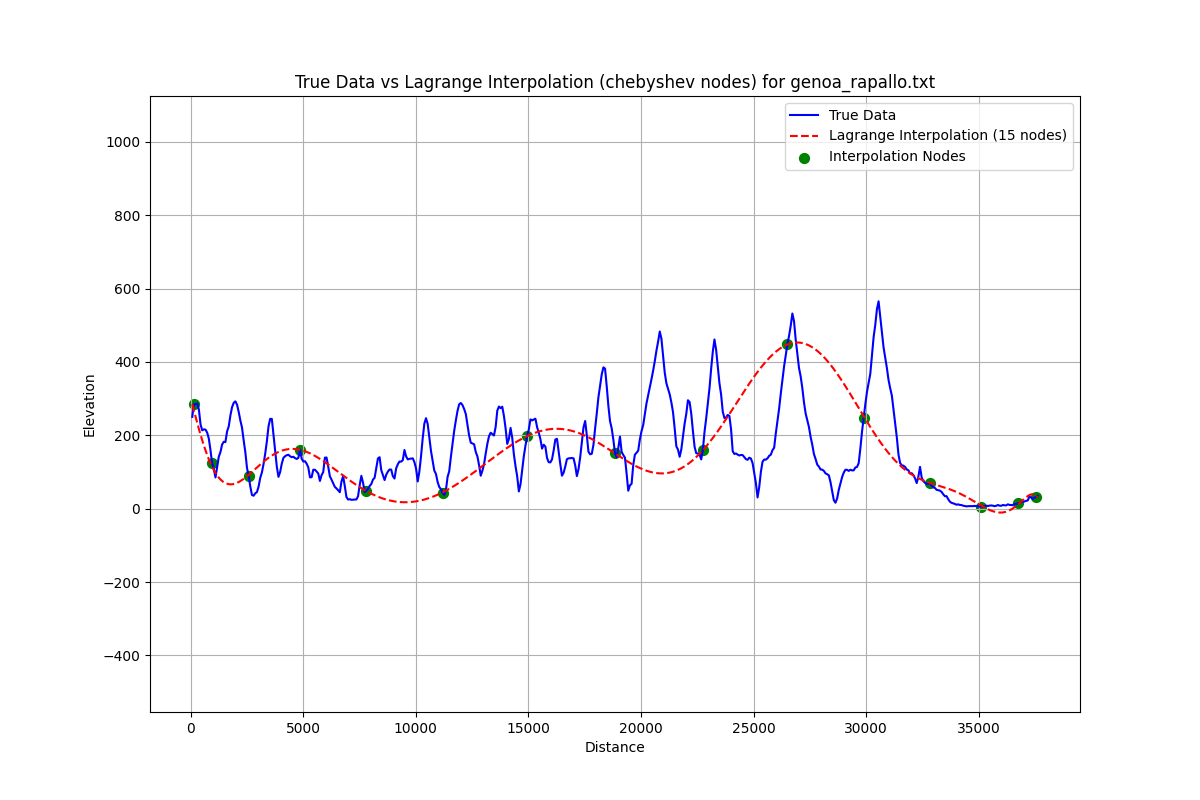 True Data vs Lagrange Interpolation (chebyshev nodes) for genoa_rapallo.txt
True Data
Lagrange Interpolation (15 nodes)
Interpolation Nodes
Elevation
1000
800
600
400
200
0
−200
−400
0 5000 10000 15000 20000 25000 30000 35000
Distance